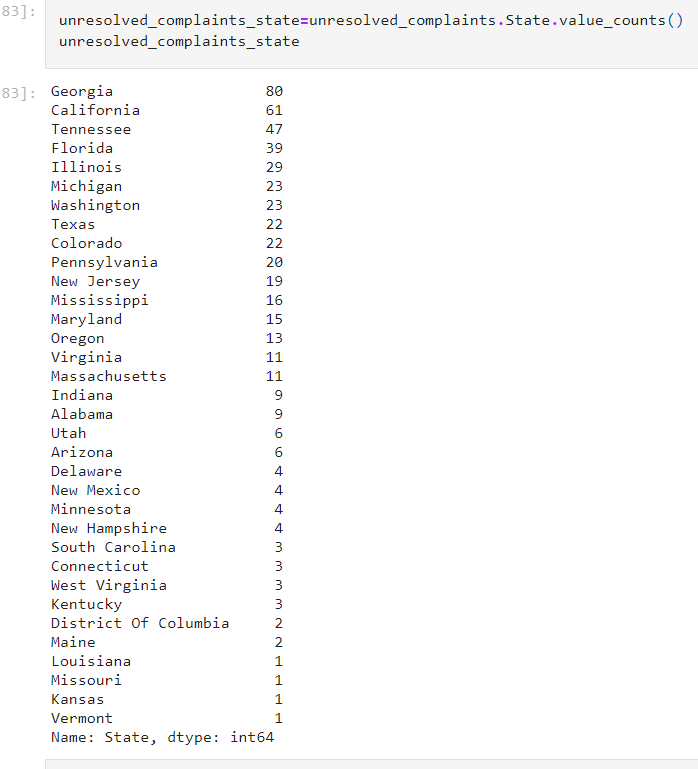 83]:
unresolved_complaints_state=unresolved_complaints.State.value_counts()
unresolved_complaints_state
83]:
Georgia 80
California 61
Tennessee 47
Florida 39
Illinois 29
Michigan 23
Washington 23
Texas 22
Colorado 22
Pennsylvania 20
New Jersey 19
Mississippi 16
Maryland 15
Oregon 13
Virginia 11
Massachusetts 11
Indiana 9
Alabama 9
Utah 6
Arizona 6
Delaware 4
New Mexico 4
Minnesota 4
New Hampshire 4
South Carolina 3
Connecticut 3
West Virginia 3
Kentucky 3
District Of Columbia 2
Maine 2
Louisiana 1
Missouri 1
Kansas 1
Vermont 1
Name: State, dtype: int64